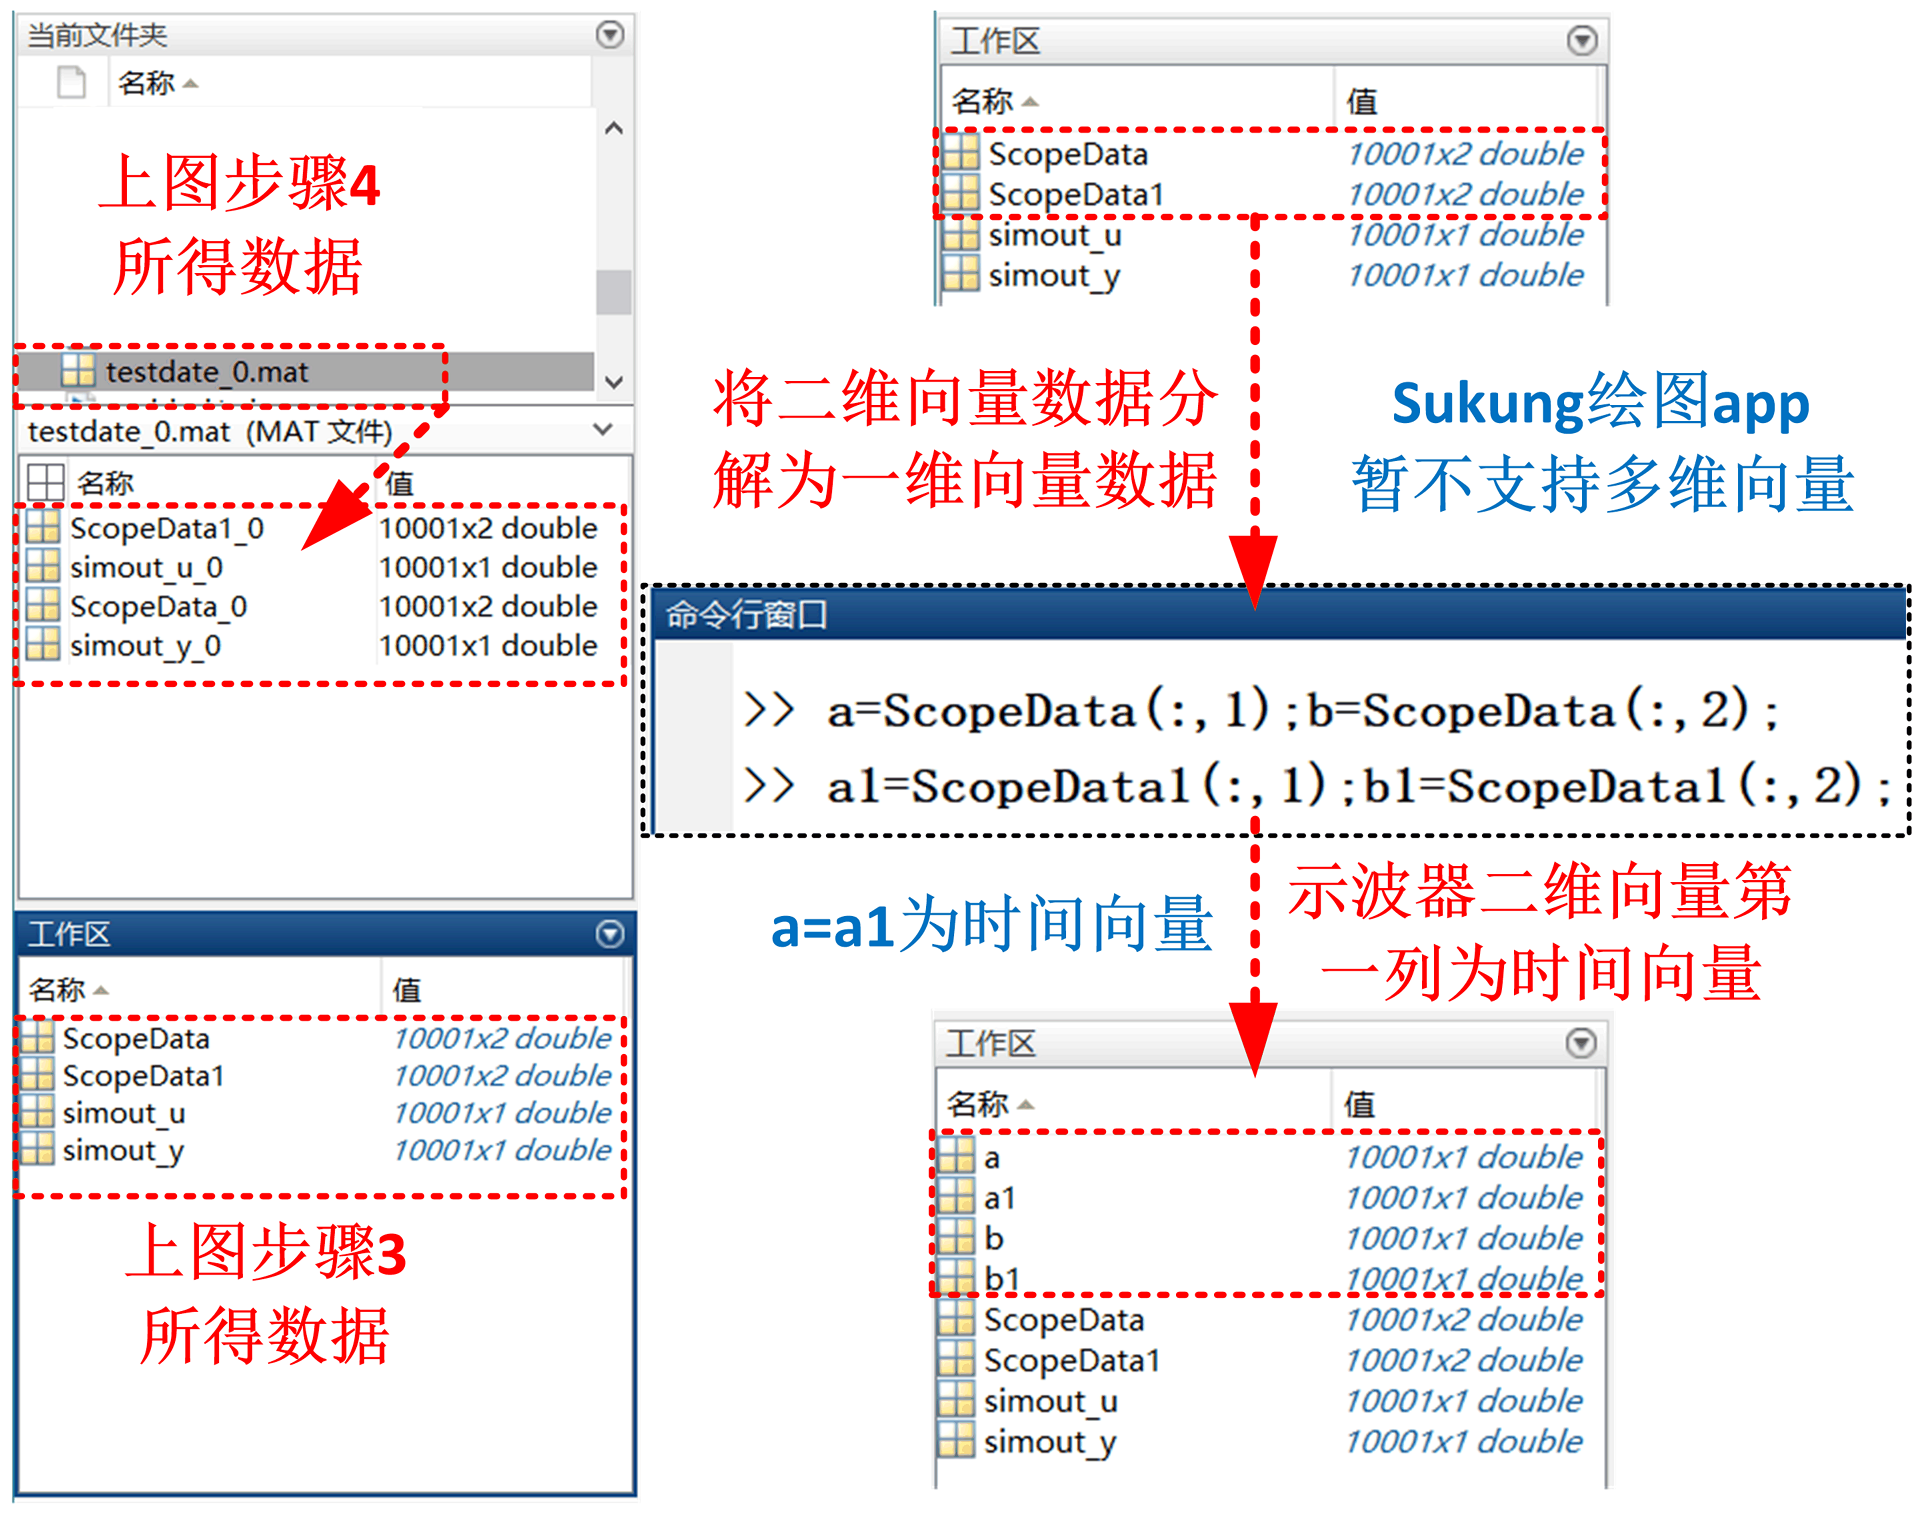 当前文件夹
名称
上图步骤4
所得数据
testdate_0.mat
testdate_0.mat (MAT 文件)
名称 值
ScopeData1_0 10001x2 double
simout_u_0 10001x1 double
ScopeData_0 10001x2 double
simout_y_0 10001x1 double
工作区
名称 值
ScopeData 10001x2 double
ScopeData1 10001x2 double
simout_u 10001x1 double
simout_y 10001x1 double
上图步骤3
所得数据
工作区
名称 值
ScopeData 10001x2 double
ScopeData1 10001x2 double
simout_u 10001x1 double
simout_y 10001x1 double
将二维向量数据分
解为一维向量数据
Sukung绘图app
暂不支持多维向量
命令行窗口
>> a=ScopeData(:,1);b=ScopeData(:,2);
>> a1=ScopeData1(:,1);b1=ScopeData1(:,2);
a=a1为时间向量
示波器二维向量第
一列为时间向量
工作区
名称 值
a 10001x1 double
a1 10001x1 double
b 10001x1 double
b1 10001x1 double
ScopeData 10001x2 double
ScopeData1 10001x2 double
simout_u 10001x1 double
simout_y 10001x1 double